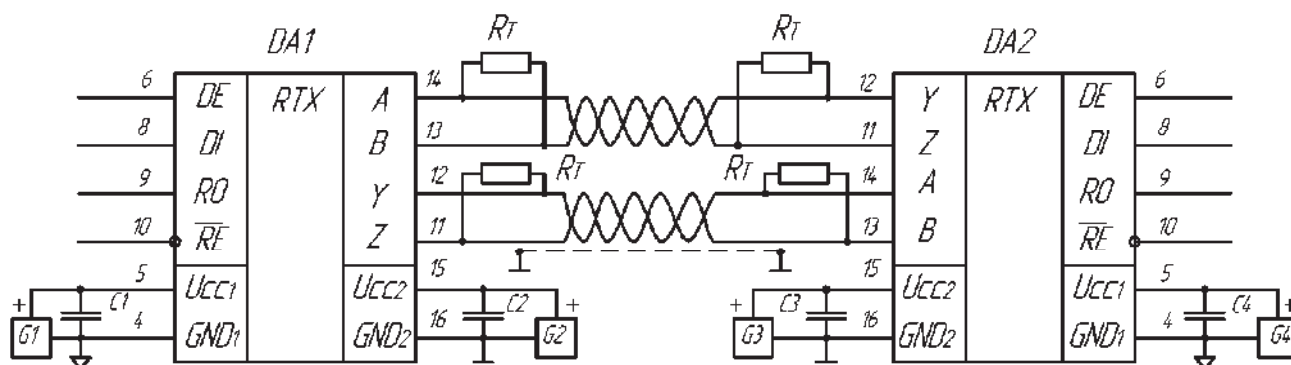 RT RT
DA1 DA2
6 DE RTX A 14 12 Y RTX DE 6
8 DI B 13 11 Z DI 8
RT RT
9 RO Y 12 14 A RO 9
10 RE Z 11 13 B RE 10
5 UCC1 UCC2 15 15 UCC2 UCC1 5
+ C1 C2 + + C3 C4 +
G1 4 GND1 GND2 16 G2 G3 16 GND2 GND1 4 G4